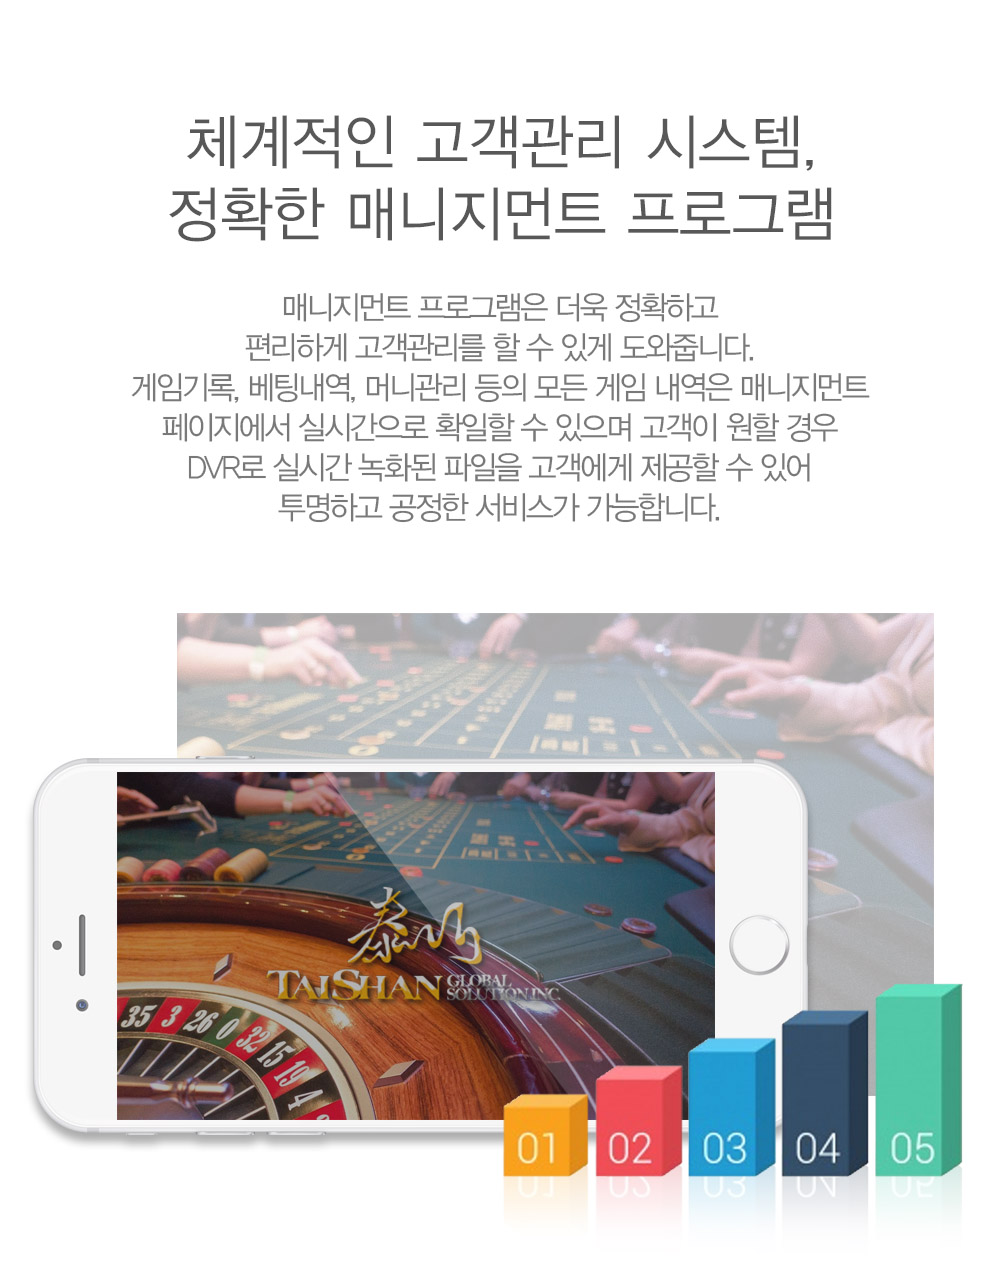 체계적인 고객관리 시스템,
정확한 매니지먼트 프로그램
매니지먼트 프로그램은 더욱 정확하고
편리하게 고객관리를 할 수 있게 도와줍니다.
게임기록, 베팅내역, 머니관리 등의 모든 게임 내역은 매니지먼트
페이지에서 실시간으로 확일할 수 있으며 고객이 원할 경우
DVR로 실시간 녹화된 파일을 고객에게 제공할 수 있어
투명하고 공정한 서비스가 가능합니다.
TAISHAN GLOBAL
SOLUTION INC.
35 3 26 0 32 15 19 4
01 02 03 04 05